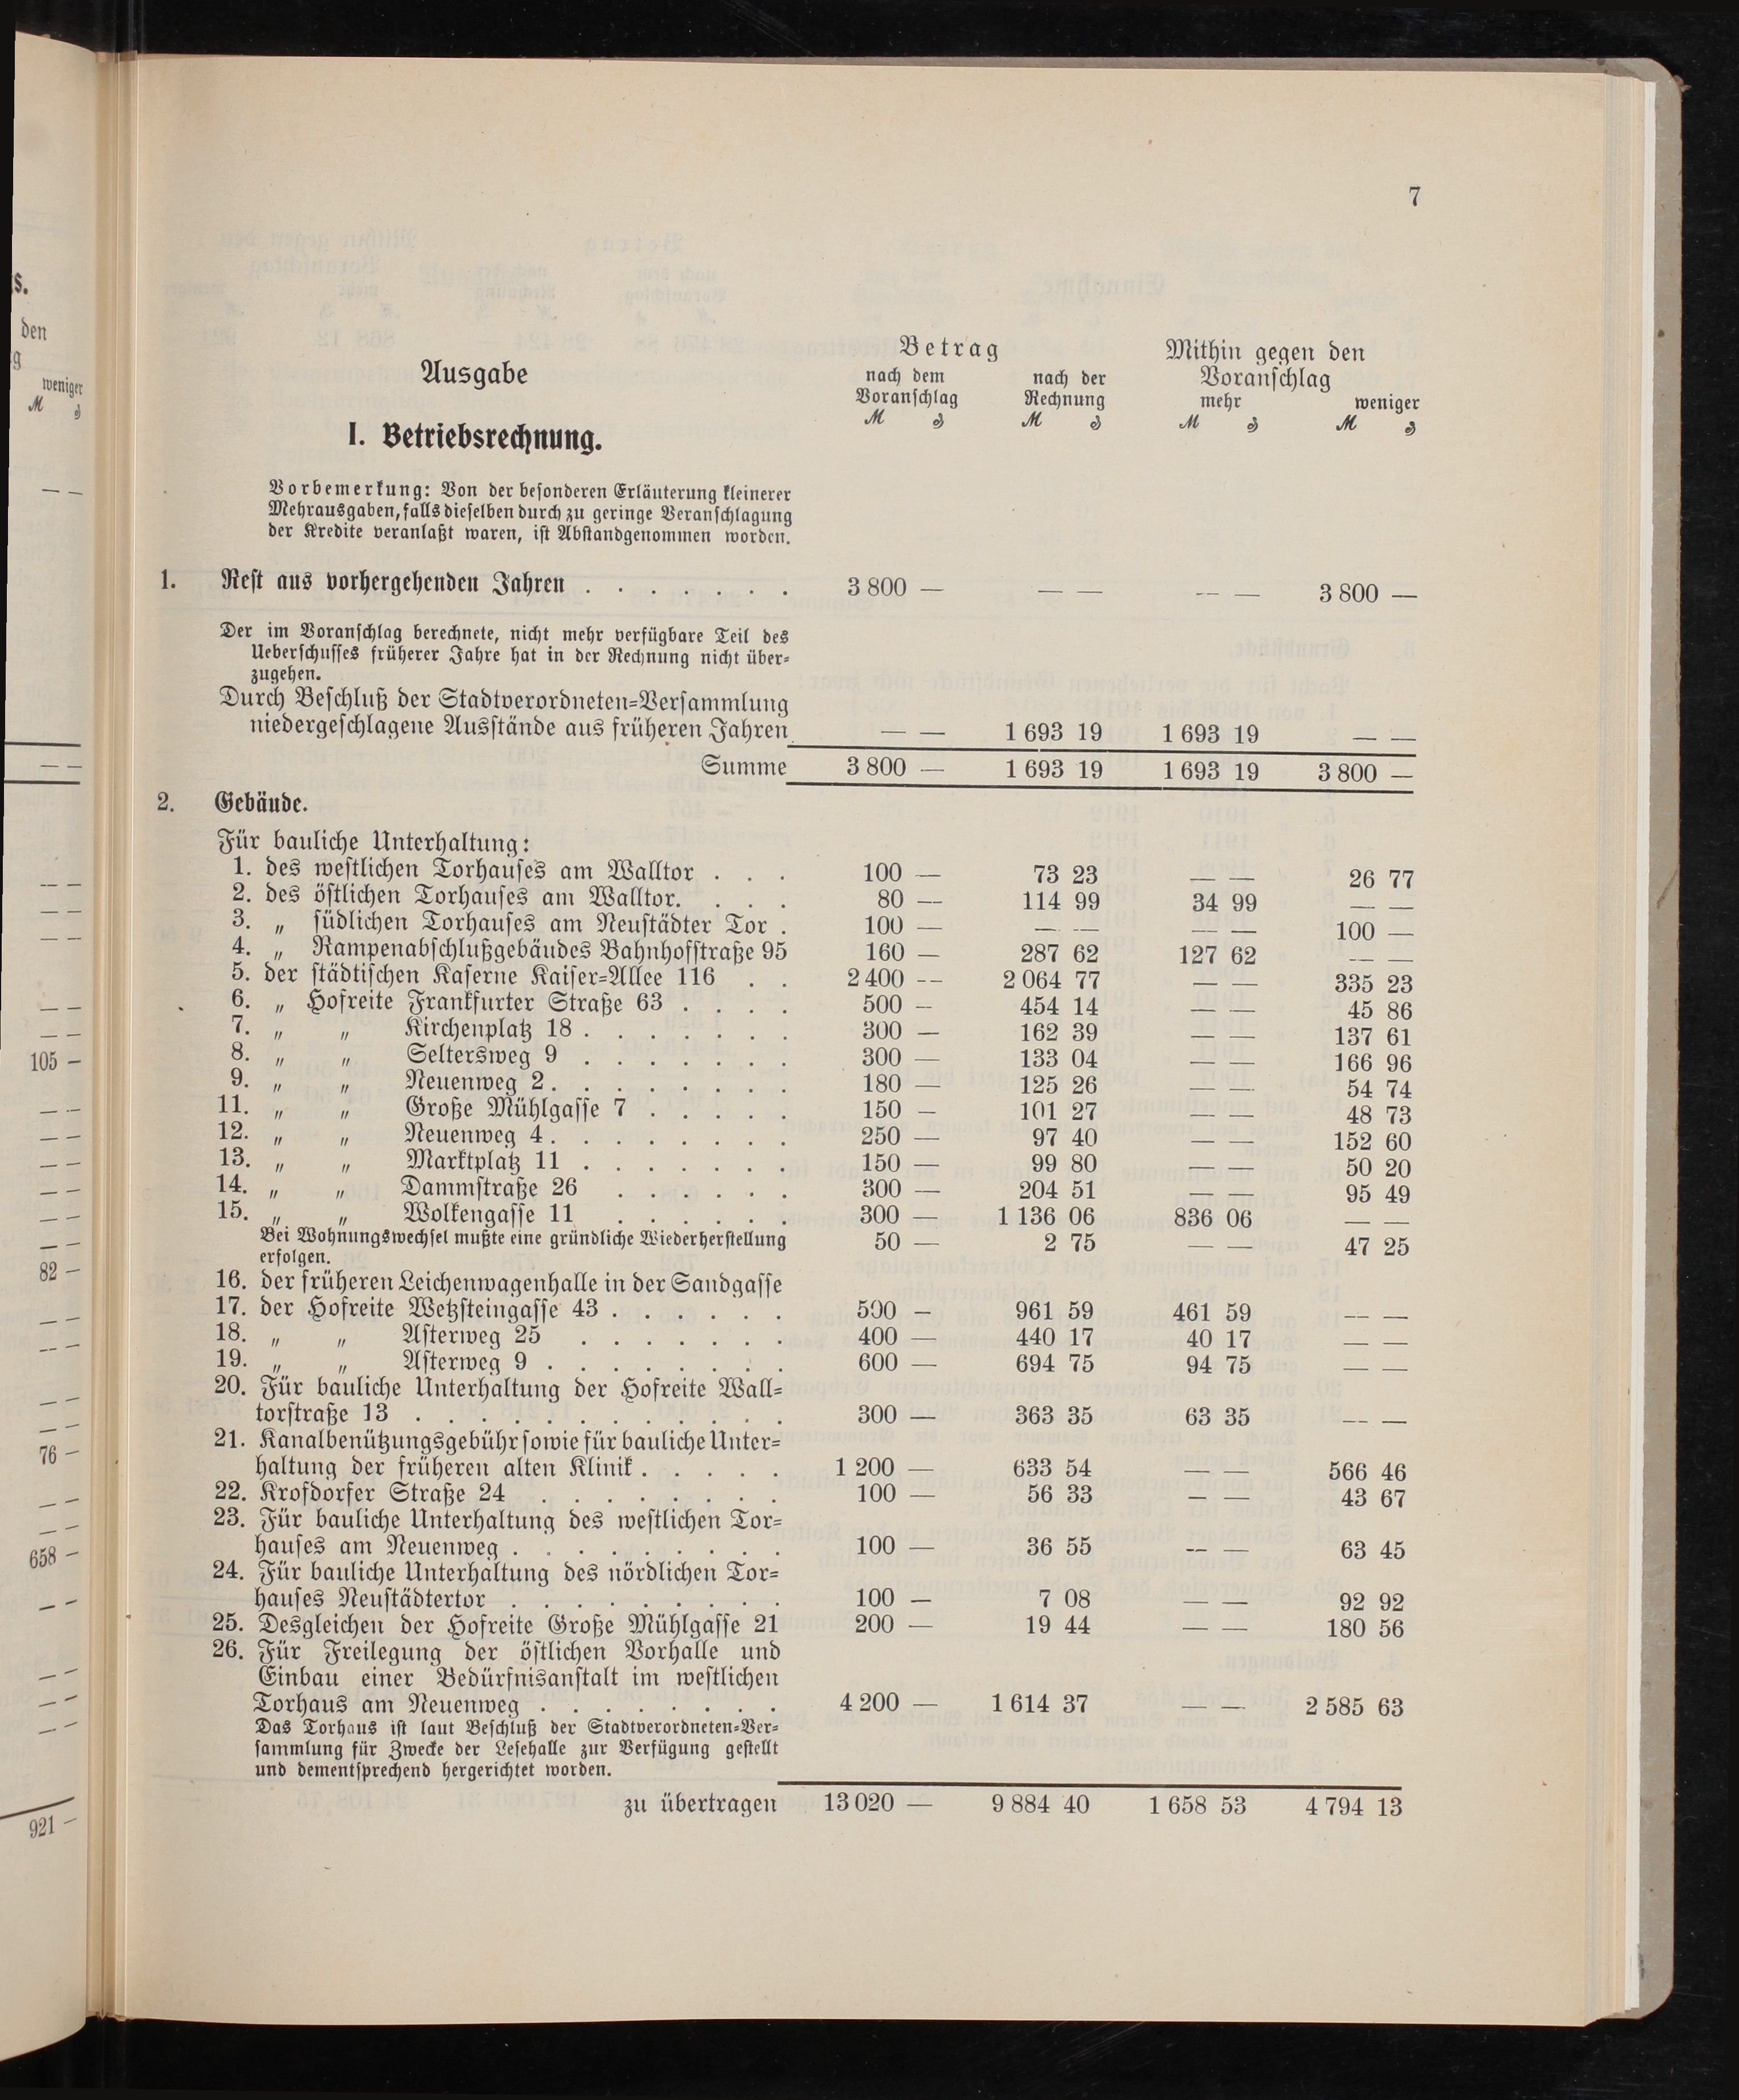 s.
den
g
weniger
M ₰
— —
— —
— —
— —
— —
— —
— —
105 —
— —
— —
— —
— —
— —
— —
82 —
— —
— —
— —
— —
76 —
— —
— —
658 —
— —
— —
— —
— —
921 —
7
Ausgabe
Betrag
Mithin gegen den
Voranschlag
nach dem
Voranschlag
nach der
Rechnung
mehr weniger
M ₰ M ₰ M ₰ M ₰
I. Betriebsrechnung.
Vorbemerkung: Von der besonderen Erläuterung kleinerer
Mehrausgaben, falls dieselben durch zu geringe Veranschlagung
der Kredite veranlaßt waren, ist Abstandgenommen worden.
1. Rest aus vorhergehenden Jahren . . . . . . . 3 800 — — — — — 3 800 —
Der im Voranschlag berechnete, nicht mehr verfügbare Teil des
Ueberschusses früherer Jahre hat in der Rechnung nicht über=
zugehen.
Durch Beschluß der Stadtverordneten=Versammlung
niedergeschlagene Ausstände aus früheren Jahren. — — 1 693 19 1 693 19 — —
Summe 3 800 — 1 693 19 1 693 19 3 800 —
2. Gebäude.
Für bauliche Unterhaltung:
1. des westlichen Torhauses am Walltor . . . 100 — 73 23 — — 26 77
2. des östlichen Torhauses am Walltor. . . . 80 — 114 99 34 99 — —
3. „ südlichen Torhauses am Neustädter Tor . 100 — — — — — 100 —
4. „ Rampenabschlußgebäudes Bahnhofstraße 95 160 — 287 62 127 62 — —
5. der städtischen Kaserne Kaiser=Allee 116 . . 2 400 — 2 064 77 — — 335 23
6. „ Hofreite Frankfurter Straße 63 . . . . 500 — 454 14 — — 45 86
7. „ „ Kirchenplatz 18 . . . . . . . 300 — 162 39 — — 137 61
8. „ „ Seltersweg 9 . . . . . . . 300 — 133 04 — — 166 96
9. „ „ Neuenweg 2 . . . . . . . . 180 — 125 26 — — 54 74
11. „ „ Große Mühlgasse 7 . . . . . 150 — 101 27 — — 48 73
12. „ „ Neuenweg 4 . . . . . . . . 250 — 97 40 — — 152 60
13. „ „ Marktplatz 11 . . . . . . . 150 — 99 80 — — 50 20
14. „ „ Dammstraße 26 . . . . . . 300 — 204 51 — — 95 49
15. „ „ Wolkengasse 11 . . . . . . 300 — 1 136 06 836 06 — —
Bei Wohnungswechsel mußte eine gründliche Wiederherstellung 50 — 2 75 — — 47 25
erfolgen.
16. der früheren Leichenwagenhalle in der Sandgasse
17. der Hofreite Wetzsteingasse 43 . . . . . . 500 — 961 59 461 59 — —
18. „ „ Asterweg 25 . . . . . . . 400 — 440 17 40 17 — —
19. „ „ Asterweg 9 . . . . . . . . 600 — 694 75 94 75 — —
20. Für bauliche Unterhaltung der Hofreite Wall=
torstraße 13 . . . . . . . . . . . . 300 — 363 35 63 35 — —
21. Kanalbenützungsgebühr sowie für bauliche Unter=
haltung der früheren alten Klinik . . . . . 1 200 — 633 54 — — 566 46
22. Krofdorfer Straße 24 . . . . . . . . 100 — 56 33 — — 43 67
23. Für bauliche Unterhaltung des westlichen Tor=
hauses am Neuenweg . . . . . . . . . 100 — 36 55 — — 63 45
24. Für bauliche Unterhaltung des nördlichen Tor=
hauses Neustädtertor . . . . . . . . . 100 — 7 08 — — 92 92
25. Desgleichen der Hofreite Große Mühlgasse 21 200 — 19 44 — — 180 56
26. Für Freilegung der östlichen Vorhalle und
Einbau einer Bedürfnisanstalt im westlichen
Torhaus am Neuenweg . . . . . . . . 4 200 — 1 614 37 — — 2 585 63
Das Torhaus ist laut Beschluß der Stadtverordneten=Ver=
sammlung für Zwecke der Lesehalle zur Verfügung gestellt
und dementsprechend hergerichtet worden.
zu übertragen 13 020 — 9 884 40 1 658 53 4 794 13